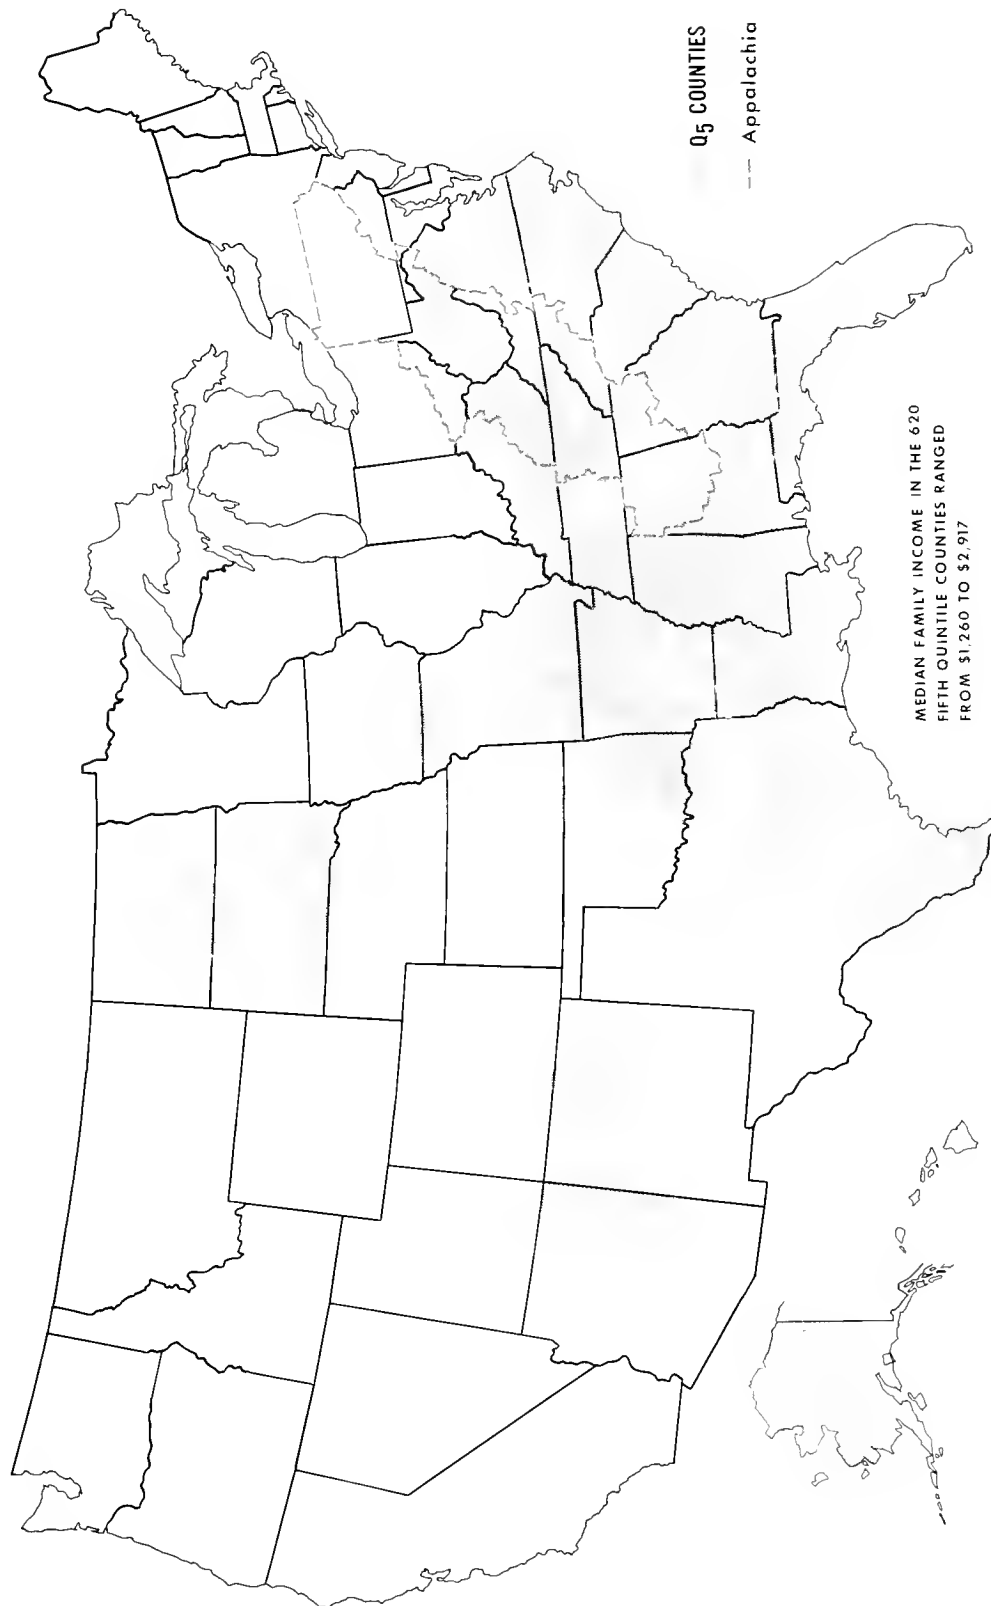 Q5 COUNTIES
Appalachia
MEDIAN FAMILY INCOME IN THE 620
FIFTH QUINTILE COUNTIES RANGED
FROM $1,260 TO $2,917